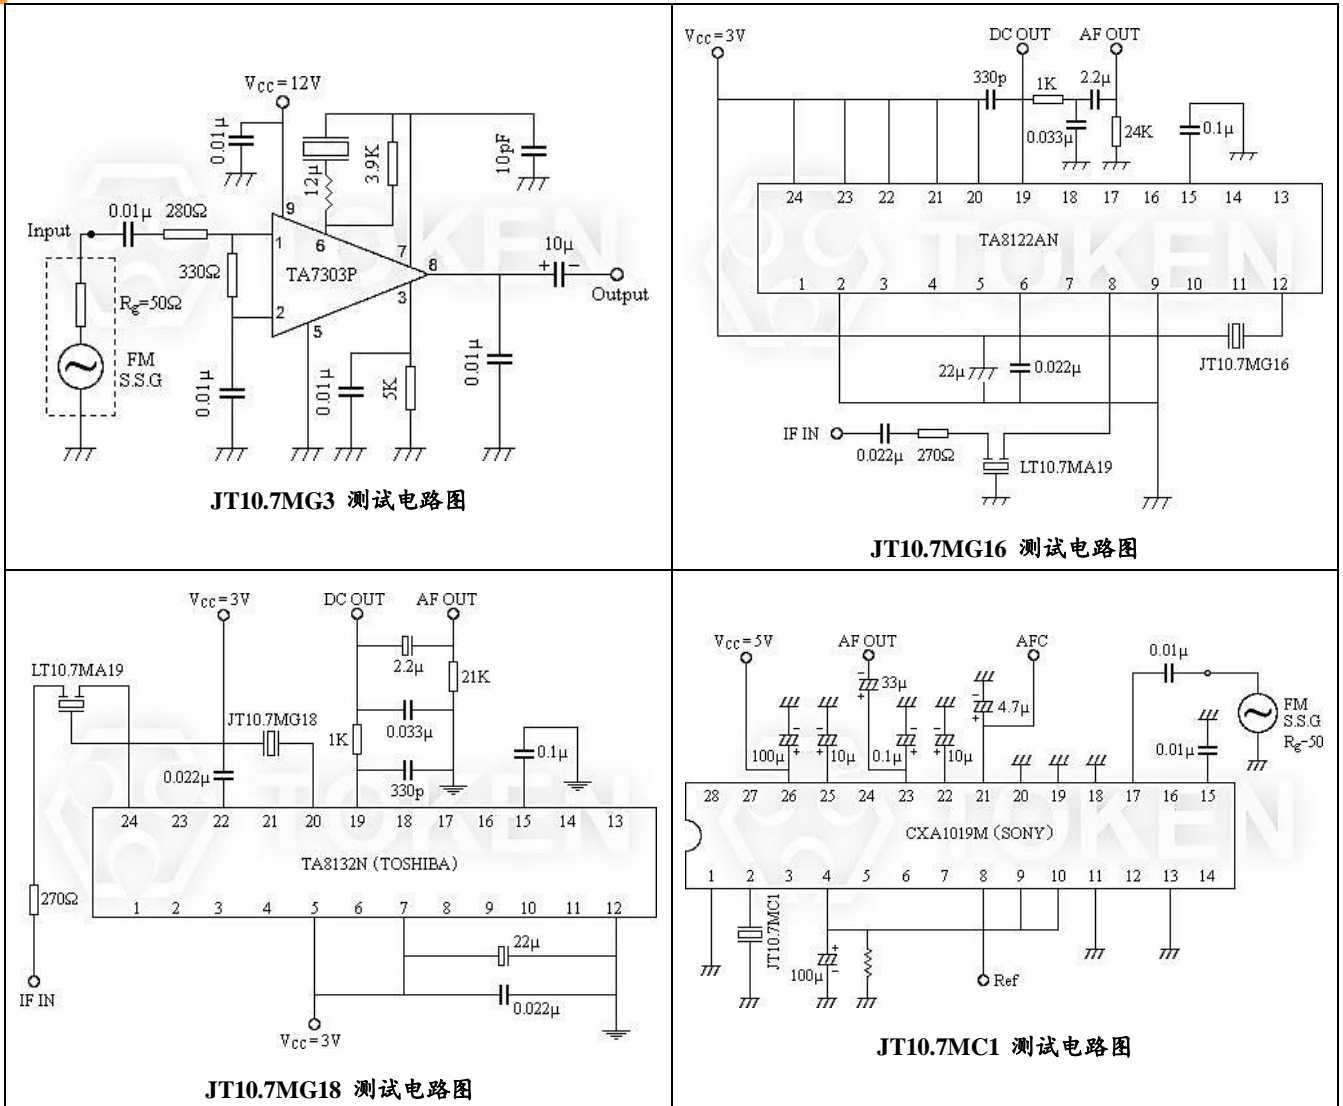 VCC=12V
0.01μ
12μ
3.9K
10pF
Input
0.01μ
280Ω
9
1
6
7
10μ
+ −
330Ω
TA7303P
8
Output
Rg=50Ω
2
3
5
FM
S.S.G
0.01μ
0.01μ
5K
0.01μ
TOKEN
JT10.7MG3 测试电路图
VCC=3V
DC OUT
AF OUT
330p
1K
2.2μ
0.033μ
24K
0.1μ
24 23 22 21 20 19 18 17 16 15 14 13
TA8122AN
TOKEN
1 2 3 4 5 6 7 8 9 10 11 12
22μ
0.022μ
JT10.7MG16
IF IN
0.022μ
270Ω
LT10.7MA19
JT10.7MG16 测试电路图
VCC=3V
DC OUT
AF OUT
LT10.7MA19
2.2μ
21K
JT10.7MG18
1K
0.033μ
0.1μ
0.022μ
330p
24 23 22 21 20 19 18 17 16 15 14 13
TOKEN
TA8132N (TOSHIBA)
270Ω
1 2 3 4 5 6 7 8 9 10 11 12
22μ
IF IN
0.022μ
VCC=3V
JT10.7MG18 测试电路图
VCC=5V
AF OUT
AFC
0.01μ
− 33μ
− 4.7μ
FM
S.S.G
Rg-50
100μ
− +
10μ
− +
0.1μ
− +
10μ
− +
+
0.01μ
28 27 26 25 24 23 22 21 20 19 18 17 16 15
CXA1019M (SONY)
TOKEN
1 2 3 4 5 6 7 8 9 10 11 12 13 14
JT10.7MC1
100μ
+ −
Ref
JT10.7MC1 测试电路图